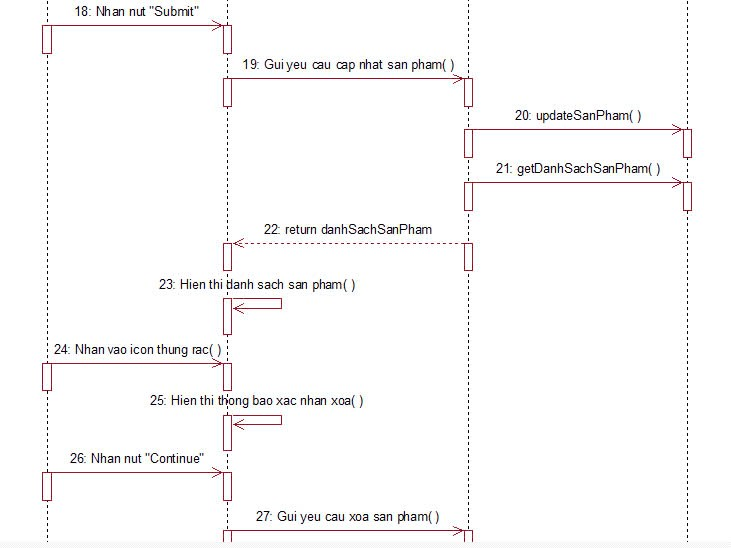 18: Nhan nut "Submit"
19: Gui yeu cau cap nhat san pham( )
20: updateSanPham( )
21: getDanhSachSanPham( )
22: return danhSachSanPham
23: Hien thi danh sach san pham( )
24: Nhan vao icon thung rac( )
25: Hien thi thong bao xac nhan xoa( )
26: Nhan nut "Continue"
27: Gui yeu cau xoa san pham( )